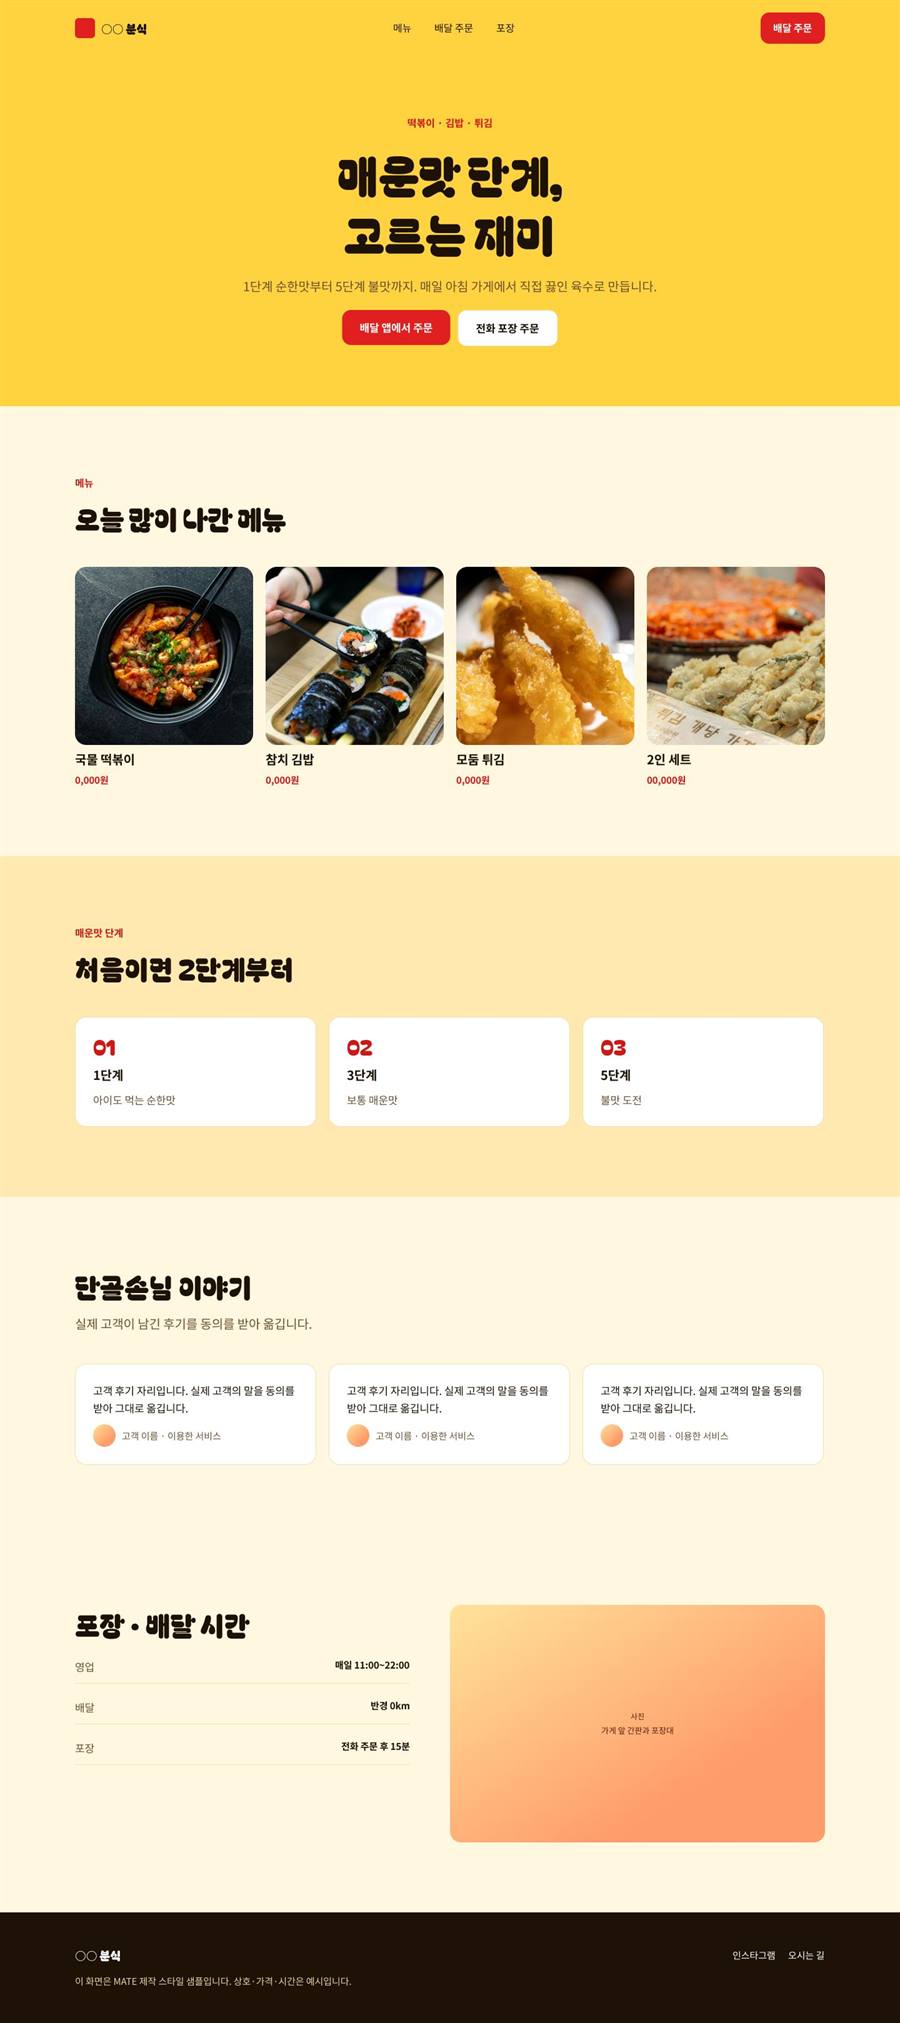 ○○ 분식
메뉴 배달 주문 포장
배달 주문
떡볶이 · 김밥 · 튀김
매운맛 단계,
고르는 재미
1단계 순한맛부터 5단계 불맛까지. 매일 아침 가게에서 직접 끓인 육수로 만듭니다.
배달 앱에서 주문
전화 포장 주문
메뉴
오늘 많이 나간 메뉴
튀김 개당
국물 떡볶이
0,000원
참치 김밥
0,000원
모둠 튀김
0,000원
2인 세트
00,000원
매운맛 단계
처음이면 2단계부터
01
1단계
아이도 먹는 순한맛
02
3단계
보통 매운맛
03
5단계
불맛 도전
단골손님 이야기
실제 고객이 남긴 후기를 동의를 받아 옮깁니다.
고객 후기 자리입니다. 실제 고객의 말을 동의를
받아 그대로 옮깁니다.
고객 이름 · 이용한 서비스
고객 후기 자리입니다. 실제 고객의 말을 동의를
받아 그대로 옮깁니다.
고객 이름 · 이용한 서비스
고객 후기 자리입니다. 실제 고객의 말을 동의를
받아 그대로 옮깁니다.
고객 이름 · 이용한 서비스
포장 · 배달 시간
영업 매일 11:00~22:00
배달 반경 0km
포장 전화 주문 후 15분
사진
가게 앞 간판과 포장대
○○ 분식
인스타그램 오시는 길
이 화면은 MATE 제작 스타일 샘플입니다. 상호·가격·시간은 예시입니다.